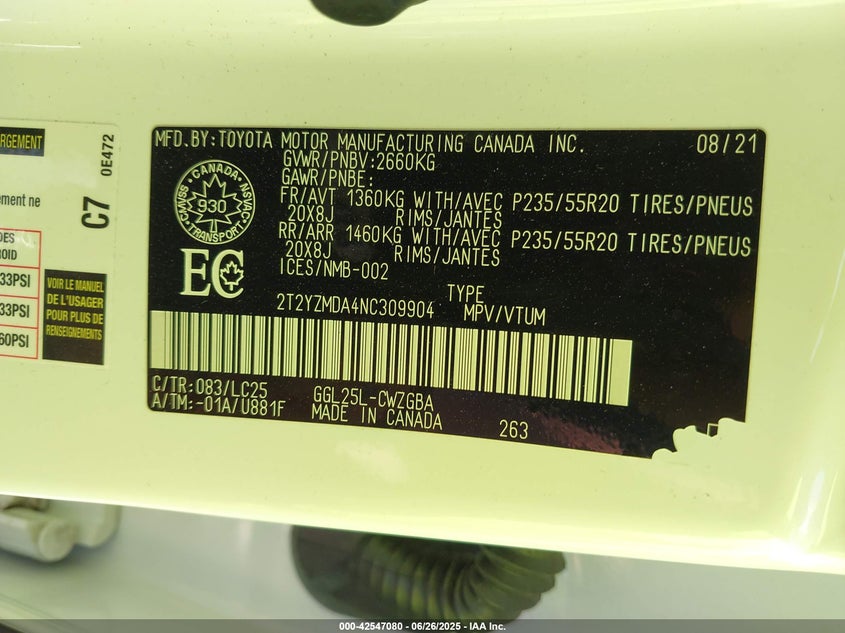 ARGEMENT
ement ne
DES
ROID
33PSI
33PSI
60PSI
VOIR LE MANUEL
DE L'USAGER
POUR PLUS DE
RENSEIGNEMENTS
C7
0E472
MFD.BY:TOYOTA MOTOR MANUFACTURING CANADA INC. 08/21
GVWR/PNBV:2660KG
GAWR/PNBE:
FR/AVT 1360KG WITH/AVEC P235/55R20 TIRES/PNEUS
20X8J RIMS/JANTES
RR/ARR 1460KG WITH/AVEC P235/55R20 TIRES/PNEUS
20X8J RIMS/JANTES
ICES/NMB-002
CANADA
930
TRANSPORT
CMVSS
NSVAC
EC
TYPE
2T2YZMDA4NC309904 MPV/VTUM
C/TR:083/LC25 GGL25L-CWZGBA
A/TM:-01A/U881F MADE IN CANADA 263
000-42547080 - 06/26/2025 - IAA Inc.